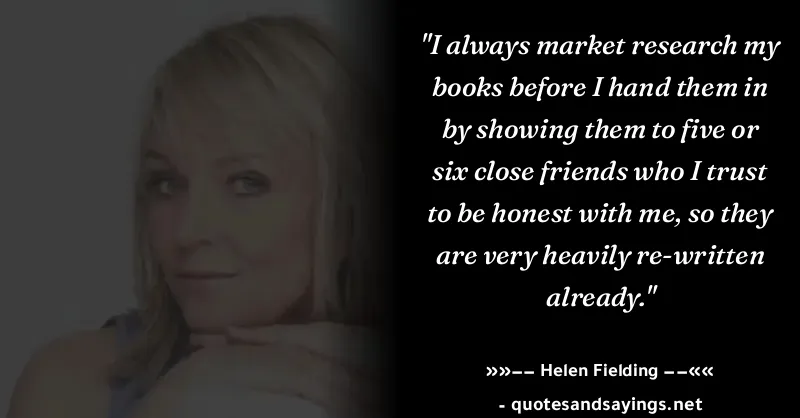 "I always market research my
books before I hand them in
by showing them to five or
six close friends who I trust
to be honest with me, so they
are very heavily re-written
already."
»»–– Helen Fielding ––««
- quotesandsayings.net